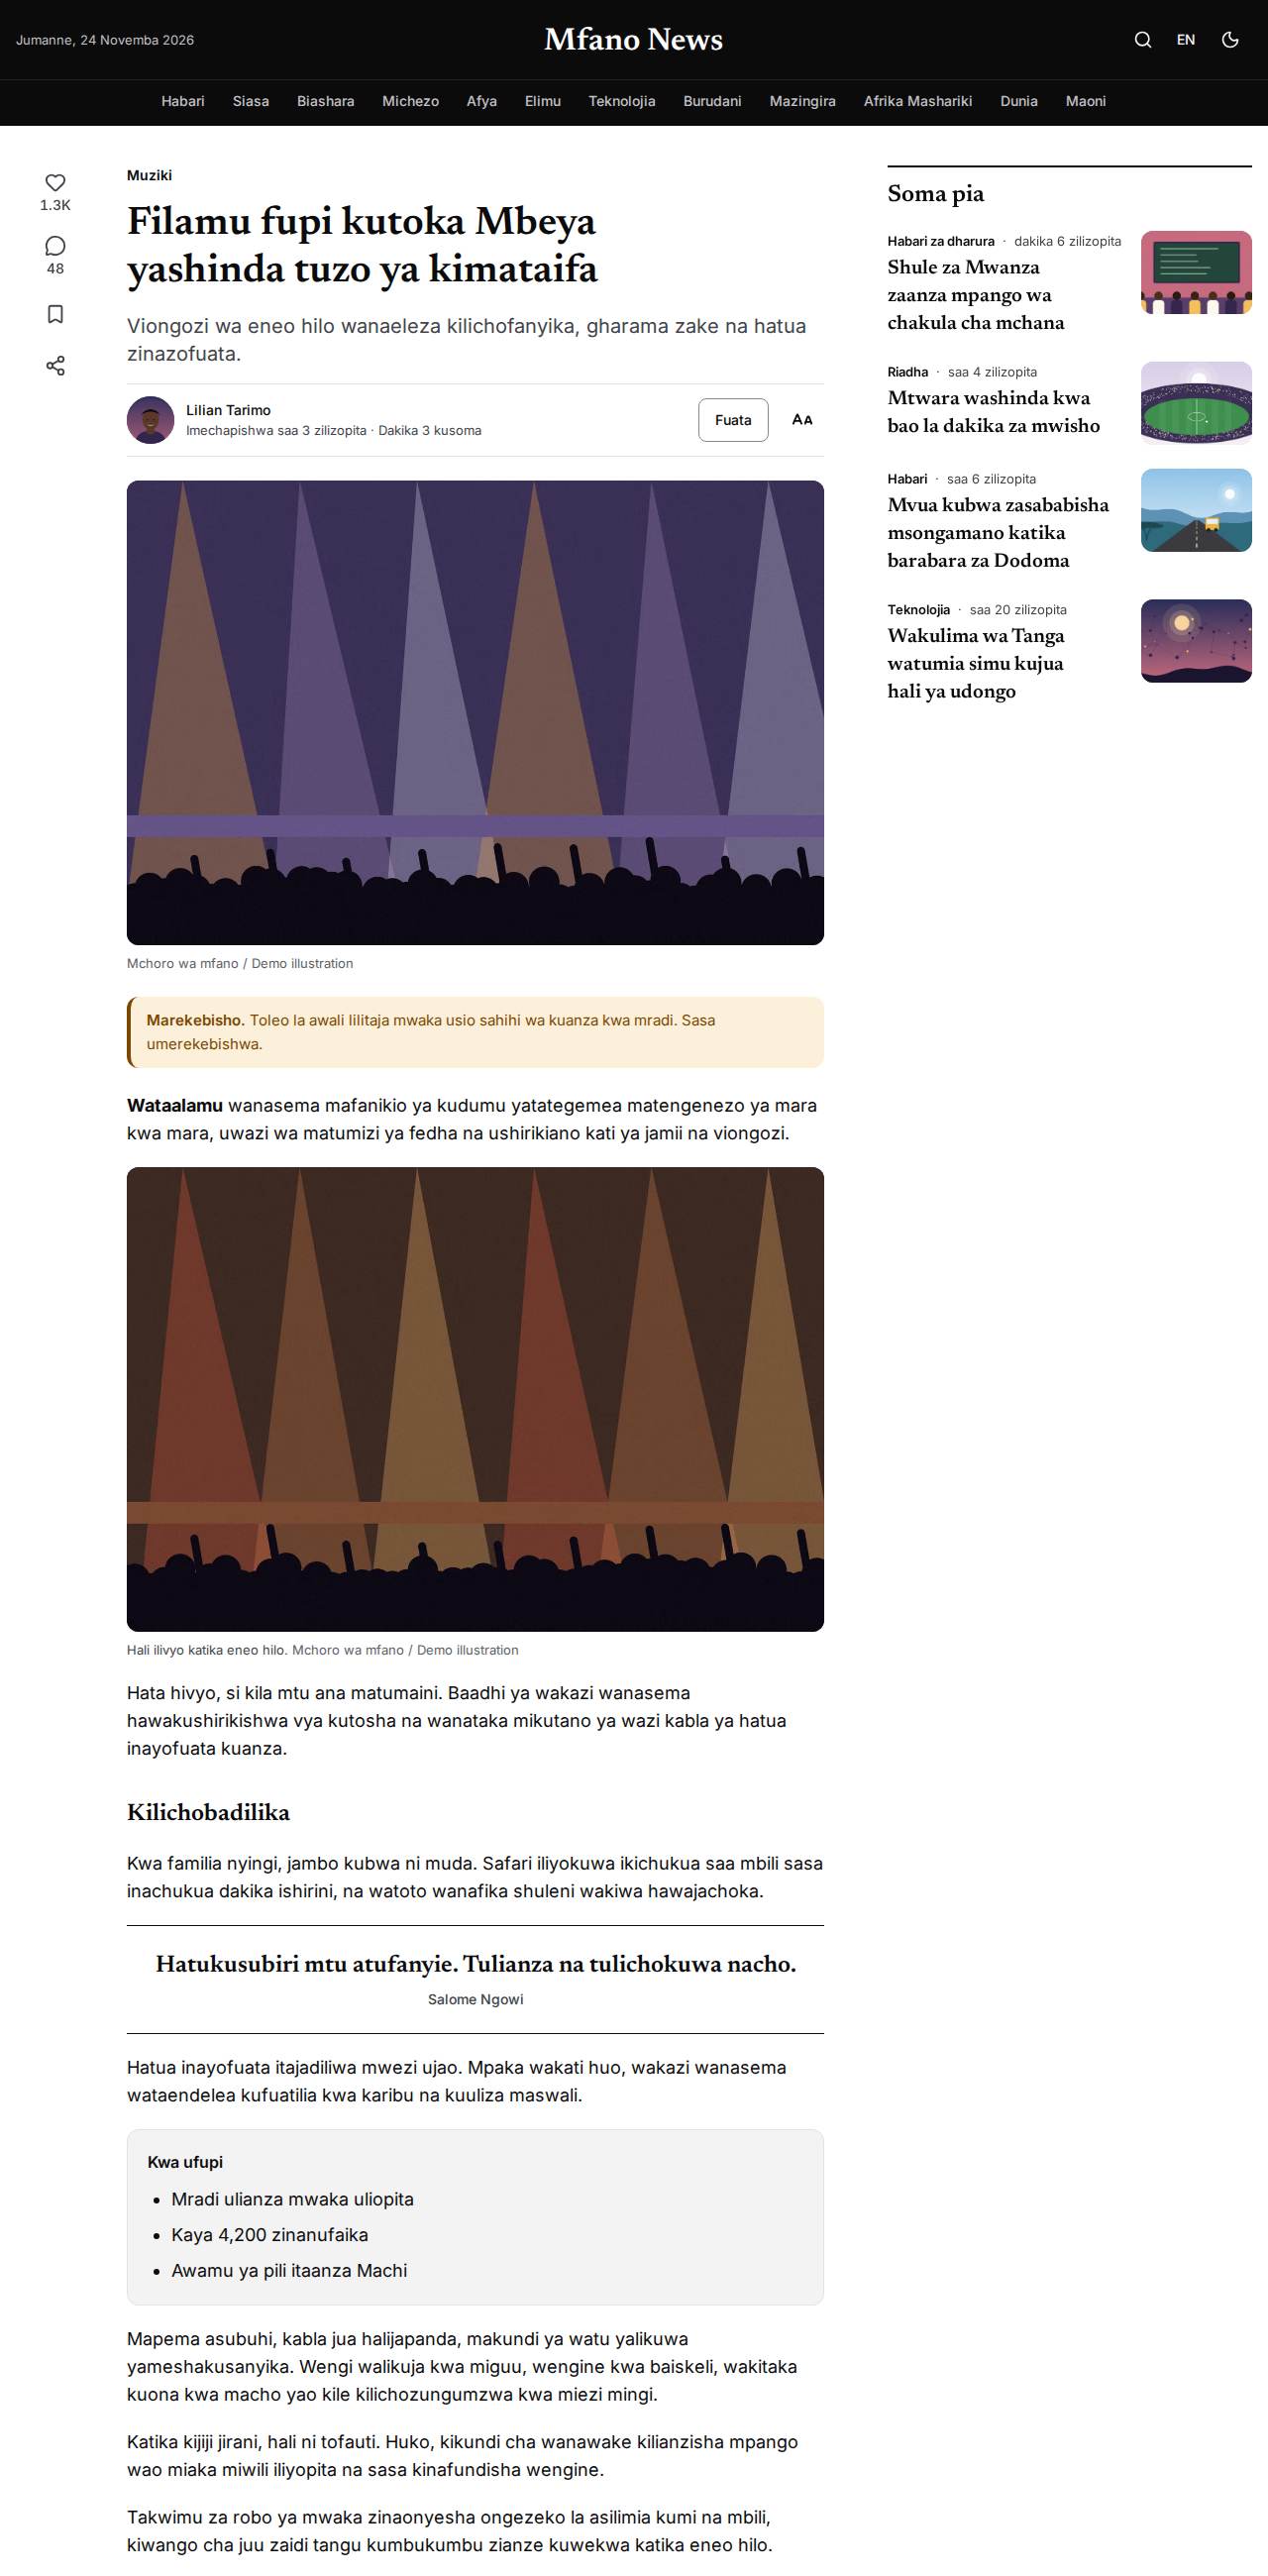 Jumanne, 24 Novemba 2026
Mfano News
EN
Habari Siasa Biashara Michezo Afya Elimu Teknolojia Burudani Mazingira Afrika Mashariki Dunia Maoni
1.3K
48
Muziki
Filamu fupi kutoka Mbeya
yashinda tuzo ya kimataifa
Viongozi wa eneo hilo wanaeleza kilichofanyika, gharama zake na hatua
zinazofuata.
Lilian Tarimo
Imechapishwa saa 3 zilizopita · Dakika 3 kusoma
Fuata
AA
Mchoro wa mfano / Demo illustration
Marekebisho. Toleo la awali lilitaja mwaka usio sahihi wa kuanza kwa mradi. Sasa
umerekebishwa.
Wataalamu wanasema mafanikio ya kudumu yatategemea matengenezo ya mara
kwa mara, uwazi wa matumizi ya fedha na ushirikiano kati ya jamii na viongozi.
Hali ilivyo katika eneo hilo. Mchoro wa mfano / Demo illustration
Hata hivyo, si kila mtu ana matumaini. Baadhi ya wakazi wanasema
hawakushirikishwa vya kutosha na wanataka mikutano ya wazi kabla ya hatua
inayofuata kuanza.
Kilichobadilika
Kwa familia nyingi, jambo kubwa ni muda. Safari iliyokuwa ikichukua saa mbili sasa
inachukua dakika ishirini, na watoto wanafika shuleni wakiwa hawajachoka.
Hatukusubiri mtu atufanyie. Tulianza na tulichokuwa nacho.
Salome Ngowi
Hatua inayofuata itajadiliwa mwezi ujao. Mpaka wakati huo, wakazi wanasema
wataendelea kufuatilia kwa karibu na kuuliza maswali.
Kwa ufupi
• Mradi ulianza mwaka uliopita
• Kaya 4,200 zinanufaika
• Awamu ya pili itaanza Machi
Mapema asubuhi, kabla jua halijapanda, makundi ya watu yalikuwa
yameshakusanyika. Wengi walikuja kwa miguu, wengine kwa baiskeli, wakitaka
kuona kwa macho yao kile kilichozungumzwa kwa miezi mingi.
Katika kijiji jirani, hali ni tofauti. Huko, kikundi cha wanawake kilianzisha mpango
wao miaka miwili iliyopita na sasa kinafundisha wengine.
Takwimu za robo ya mwaka zinaonyesha ongezeko la asilimia kumi na mbili,
kiwango cha juu zaidi tangu kumbukumbu zianze kuwekwa katika eneo hilo.
Soma pia
Habari za dharura · dakika 6 zilizopita
Shule za Mwanza
zaanza mpango wa
chakula cha mchana
Riadha · saa 4 zilizopita
Mtwara washinda kwa
bao la dakika za mwisho
Habari · saa 6 zilizopita
Mvua kubwa zasababisha
msongamano katika
barabara za Dodoma
Teknolojia · saa 20 zilizopita
Wakulima wa Tanga
watumia simu kujua
hali ya udongo